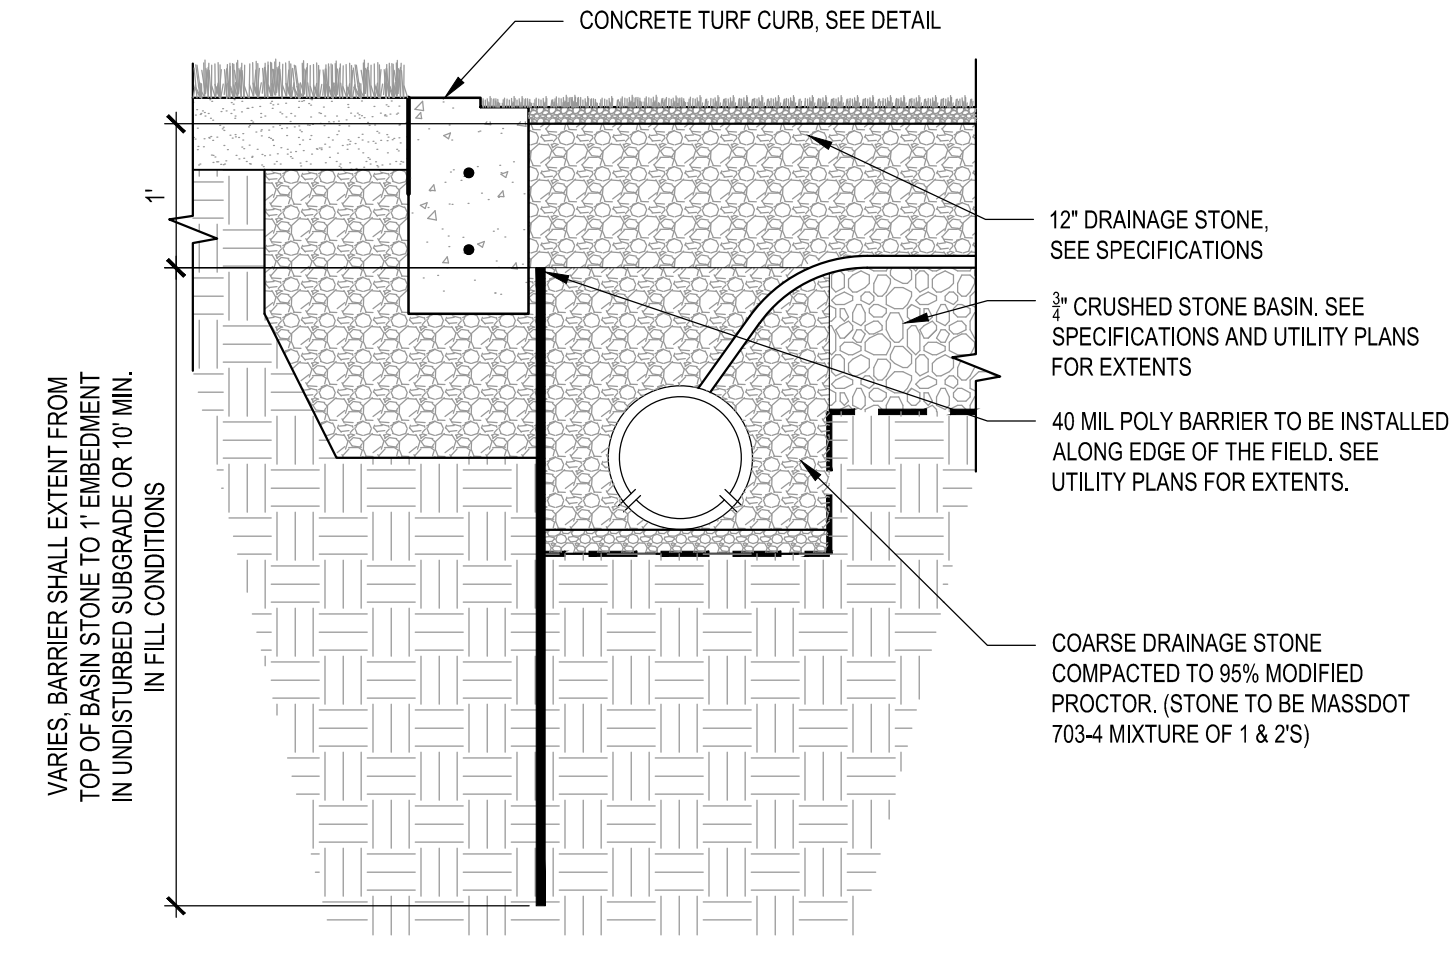 CONCRETE TURF CURB, SEE DETAIL
1'
12" DRAINAGE STONE,
SEE SPECIFICATIONS
3/4" CRUSHED STONE BASIN. SEE
SPECIFICATIONS AND UTILITY PLANS
FOR EXTENTS
40 MIL POLY BARRIER TO BE INSTALLED
ALONG EDGE OF THE FIELD. SEE
UTILITY PLANS FOR EXTENTS.
COARSE DRAINAGE STONE
COMPACTED TO 95% MODIFIED
PROCTOR. (STONE TO BE MASSDOT
703-4 MIXTURE OF 1 & 2'S)
VARIES, BARRIER SHALL EXTENT FROM
TOP OF BASIN STONE TO 1' EMBEDMENT
IN UNDISTURBED SUBGRADE OR 10' MIN.
IN FILL CONDITIONS